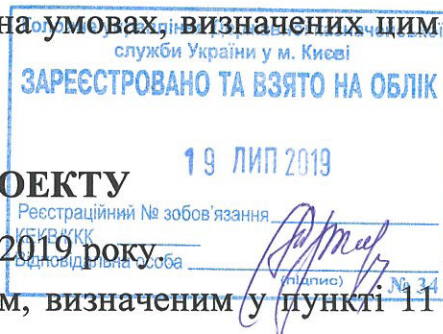 на умовах, визначених цим
служби України у м. Києві
ЗАРЕЄСТРОВАНО ТА ВЗЯТО НА ОБЛІК
19 ЛИП 2019
ОЕКТУ
Реєстраційний № зобов'язання
КЕКВ/КК
2019 року.
Відповідальна особа
(підпис) № 34
м, визначеним у пункті 11